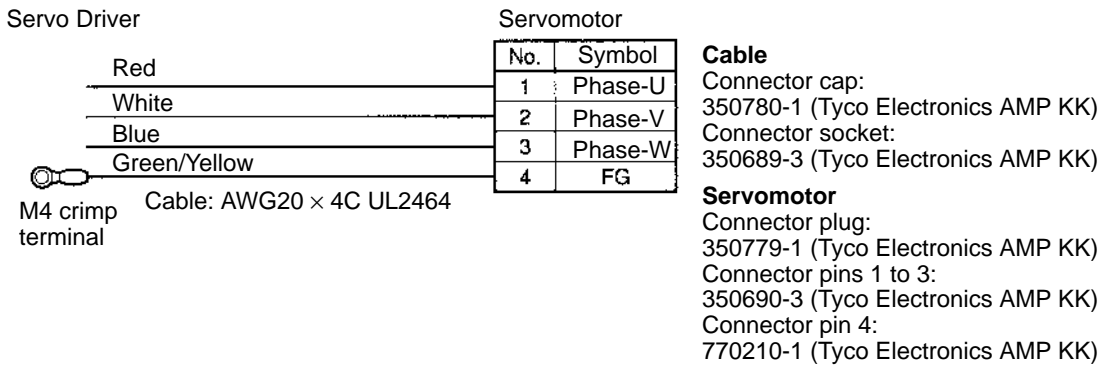 Servo Driver
Servomotor
No. Symbol
Red
1 Phase-U
White
2 Phase-V
Blue
3 Phase-W
Green/Yellow
4 FG
M4 crimp
terminal
Cable: AWG20 × 4C UL2464
Cable
Connector cap:
350780-1 (Tyco Electronics AMP KK)
Connector socket:
350689-3 (Tyco Electronics AMP KK)
Servomotor
Connector plug:
350779-1 (Tyco Electronics AMP KK)
Connector pins 1 to 3:
350690-3 (Tyco Electronics AMP KK)
Connector pin 4:
770210-1 (Tyco Electronics AMP KK)